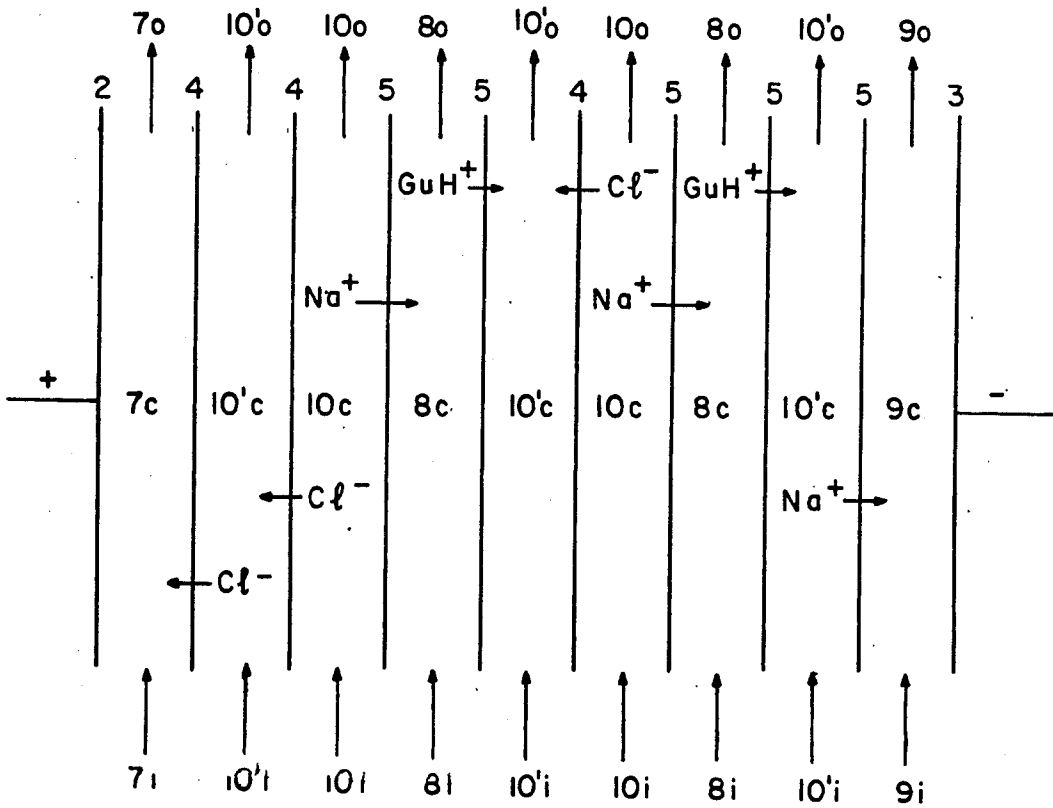 7o 10'o 10o 8o 10'o 10o 8o 10'o 9o
2 4 4 5 5 4 5 5 5 3
GuH+ Cℓ- GuH+
Na+ Na+
+ 7c 10'c 10c 8c 10'c 10c 8c 10'c 9c -
Cℓ- Na+
Cℓ-
7i 10'i 10i 8i 10'i 10i 8i 10'i 9i